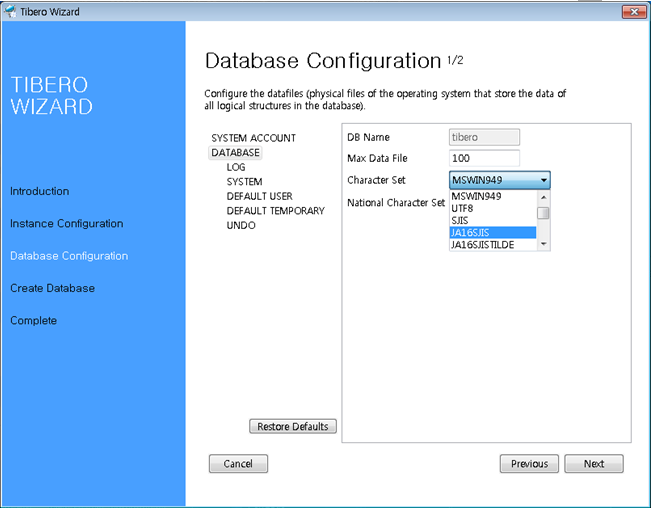 Tibero Wizard
TIBERO
WIZARD
Introduction
Instance Configuration
Database Configuration
Create Database
Complete
Database Configuration 1/2
Configure the datafiles (physical files of the operating system that store the data of
all logical structures in the database).
SYSTEM ACCOUNT
DATABASE
LOG
SYSTEM
DEFAULT USER
DEFAULT TEMPORARY
UNDO
DB Name tibero
Max Data File 100
Character Set MSWIN949
National Character Set
MSWIN949
UTF8
SJIS
JA16SJIS
JA16SJISTILDE
Restore Defaults
Cancel
Previous
Next